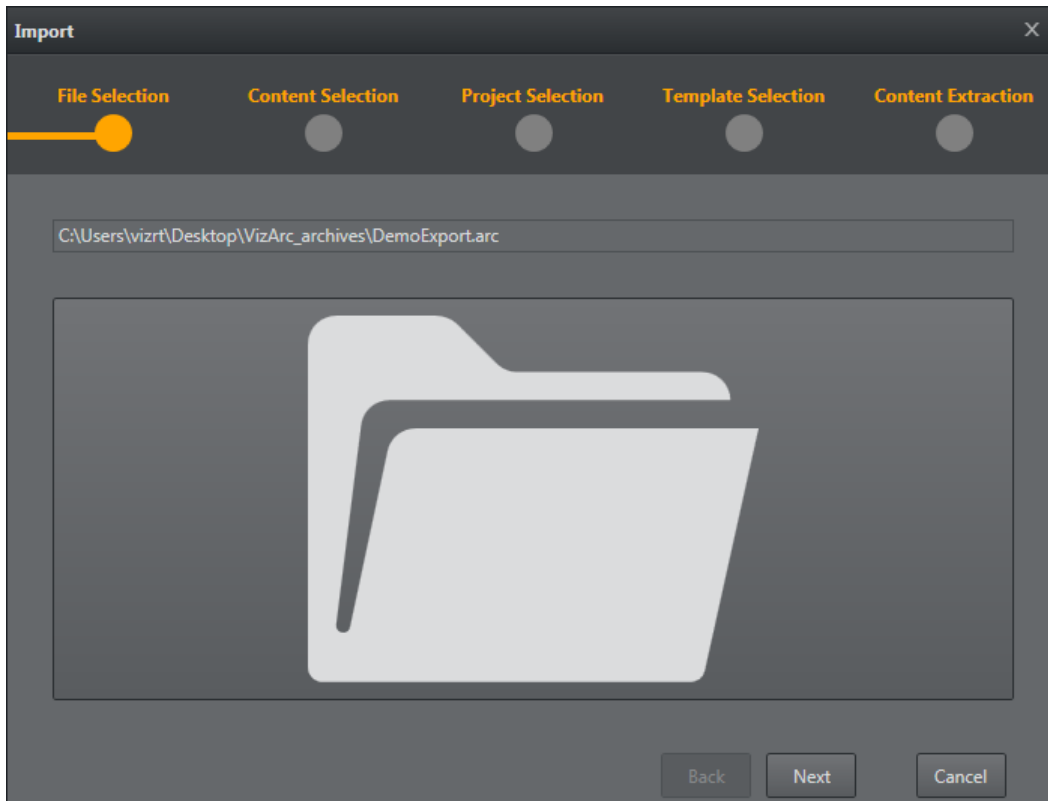 Import
X
File Selection Content Selection Project Selection Template Selection Content Extraction
C:\Users\vizrt\Desktop\VizArc_archives\DemoExport.arc
Back Next Cancel